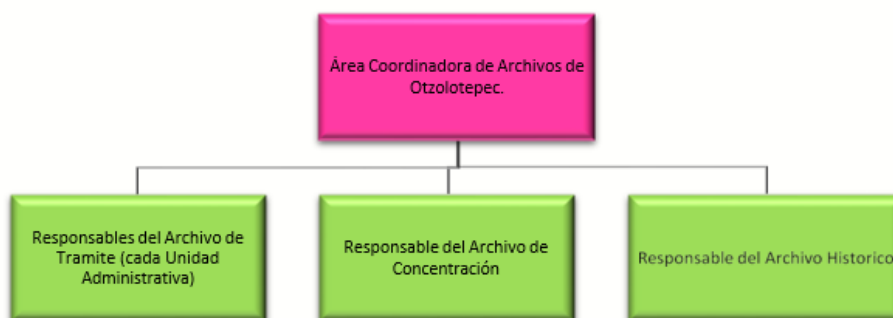 Área Coordinadora de Archivos de
Otzolotepec.
Responsables del Archivo de
Tramite (cada Unidad
Administrativa)
Responsable del Archivo de
Concentración
Responsable del Archivo Historico